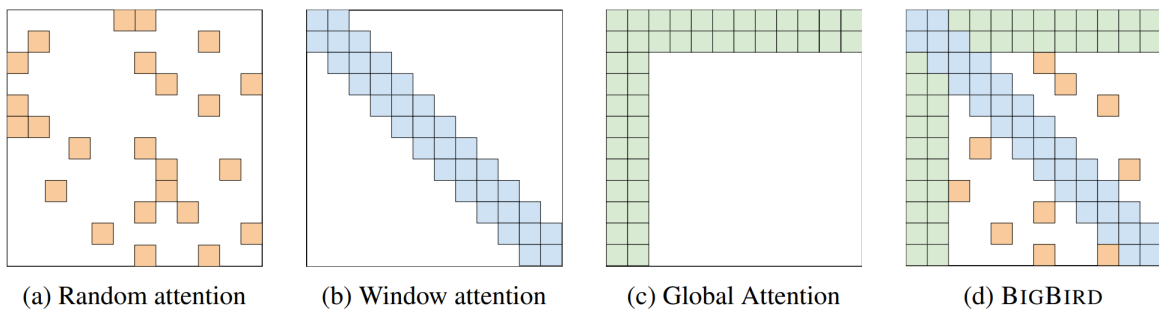 (a) Random attention
(b) Window attention
(c) Global Attention
(d) BIGBIRD